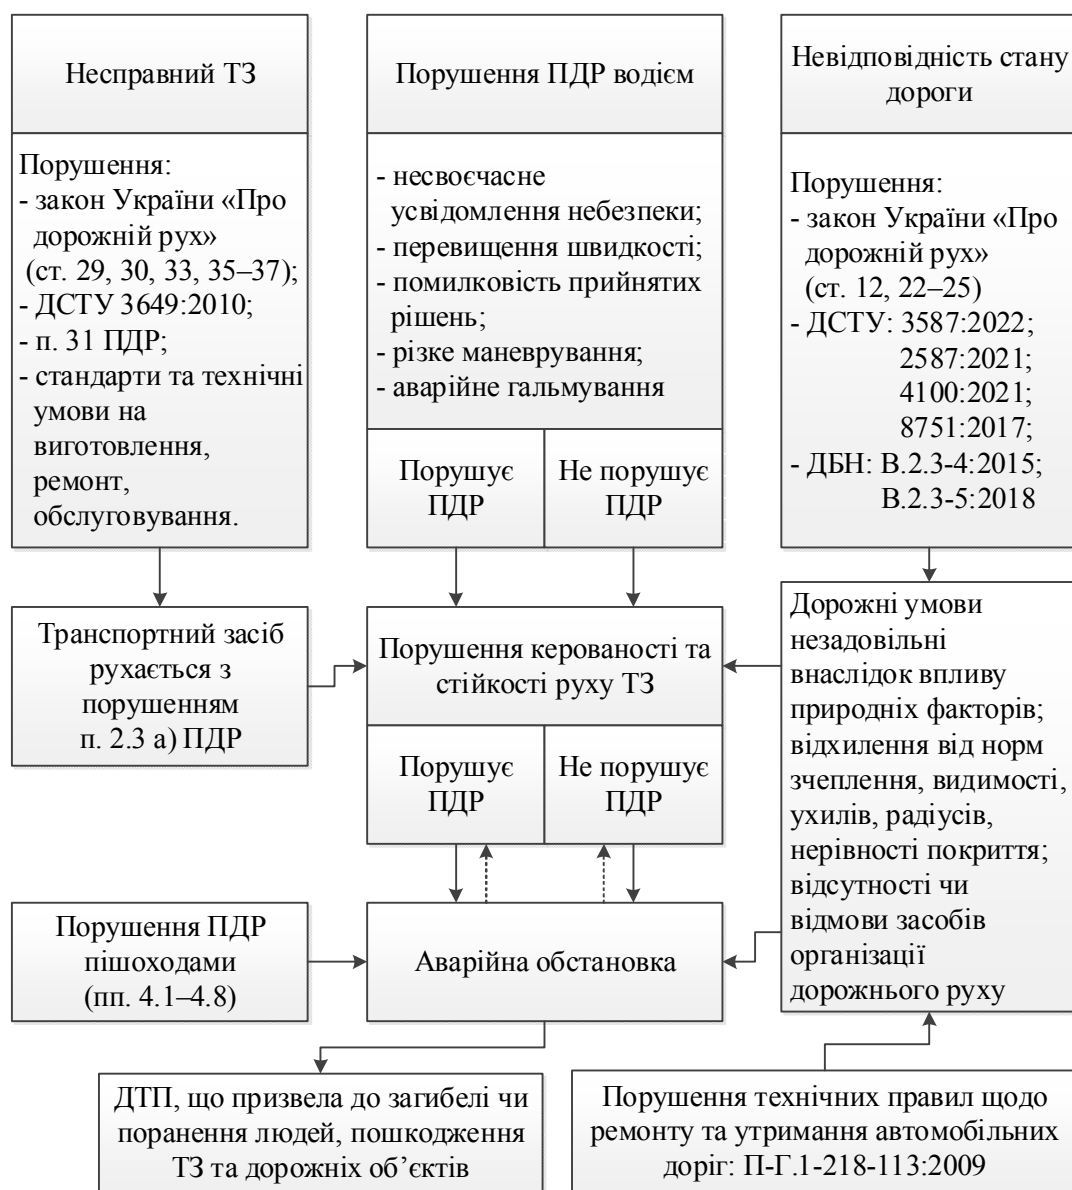 Несправний ТЗ
Порушення:
- закон України «Про
дорожній рух»
(ст. 29, 30, 33, 35–37);
- ДСТУ 3649:2010;
- п. 31 ПДР;
- стандарти та технічні
умови на
виготовлення,
ремонт,
обслуговування.
Порушення ПДР водієм
- несвоєчасне
усвідомлення небезпеки;
- перевищення швидкості;
- помилковість прийнятих
рішень;
- різке маневрування;
- аварійне гальмування
Порушує
ПДР
Не порушує
ПДР
Невідповідність стану
дороги
Порушення:
- закон України «Про
дорожній рух»
(ст. 12, 22–25)
- ДСТУ: 3587:2022;
2587:2021;
4100:2021;
8751:2017;
- ДБН: В.2.3-4:2015;
В.2.3-5:2018
Транспортний засіб
рухається з
порушенням
п. 2.3 а) ПДР
Порушення керованості та
стійкості руху ТЗ
Порушує
ПДР
Не порушує
ПДР
Дорожні умови
незадовільні
внаслідок впливу
природніх факторів;
відхилення від норм
зчеплення, видимості,
ухилів, радіусів,
нерівності покриття;
відсутності чи
відмови засобів
організації
дорожнього руху
Порушення ПДР
пішоходами
(пп. 4.1–4.8)
Аварійна обстановка
ДТП, що призвела до загибелі чи
поранення людей, пошкодження
ТЗ та дорожніх об’єктів
Порушення технічних правил щодо
ремонту та утримання автомобільних
доріг: П-Г.1-218-113:2009